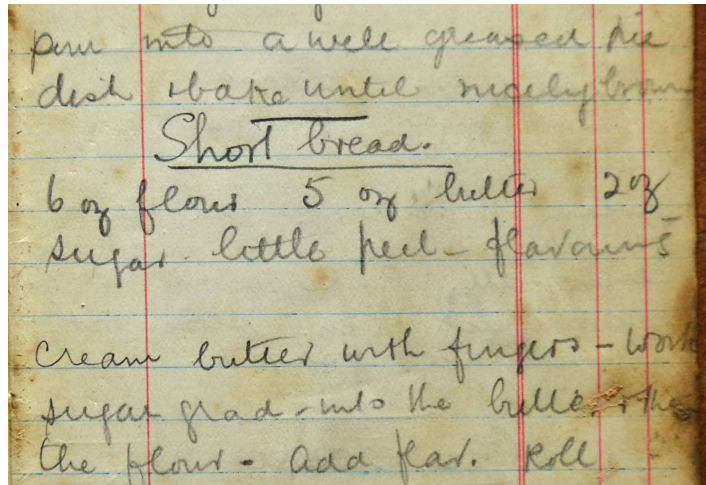 pour into a well greased pie
dish & bake until nicely brown
Short bread.
6 oz flour 5 oz butter 2 oz
sugar little peel - flavouring
Cream butter with fingers - work
sugar grad - into the butter & then
the flour - Add flav. Roll